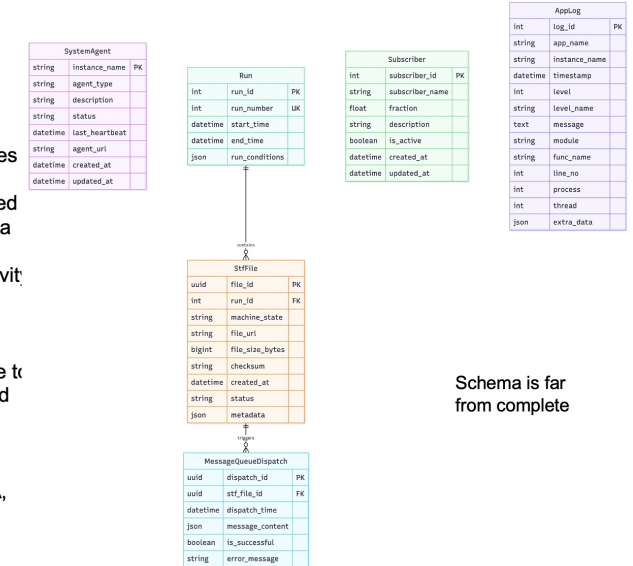 es
ed
a
vity
e to
d
,
SystemAgent
string instance_name PK
string agent_type
string description
string status
datetime last_heartbeat
string agent_url
datetime created_at
datetime updated_at
Run
int run_id PK
int run_number UK
datetime start_time
datetime end_time
json run_conditions
contains
StfFile
uuid file_id PK
int run_id FK
string machine_state
string file_url
bigint file_size_bytes
string checksum
datetime created_at
string status
json metadata
triggers
MessageQueueDispatch
uuid dispatch_id PK
uuid stf_file_id FK
datetime dispatch_time
json message_content
boolean is_successful
string error_message
Subscriber
int subscriber_id PK
string subscriber_name
float fraction
string description
boolean is_active
datetime created_at
datetime updated_at
AppLog
int log_id PK
string app_name
string instance_name
datetime timestamp
int level
string level_name
text message
string module
string func_name
int line_no
int process
int thread
json extra_data
Schema is far
from complete